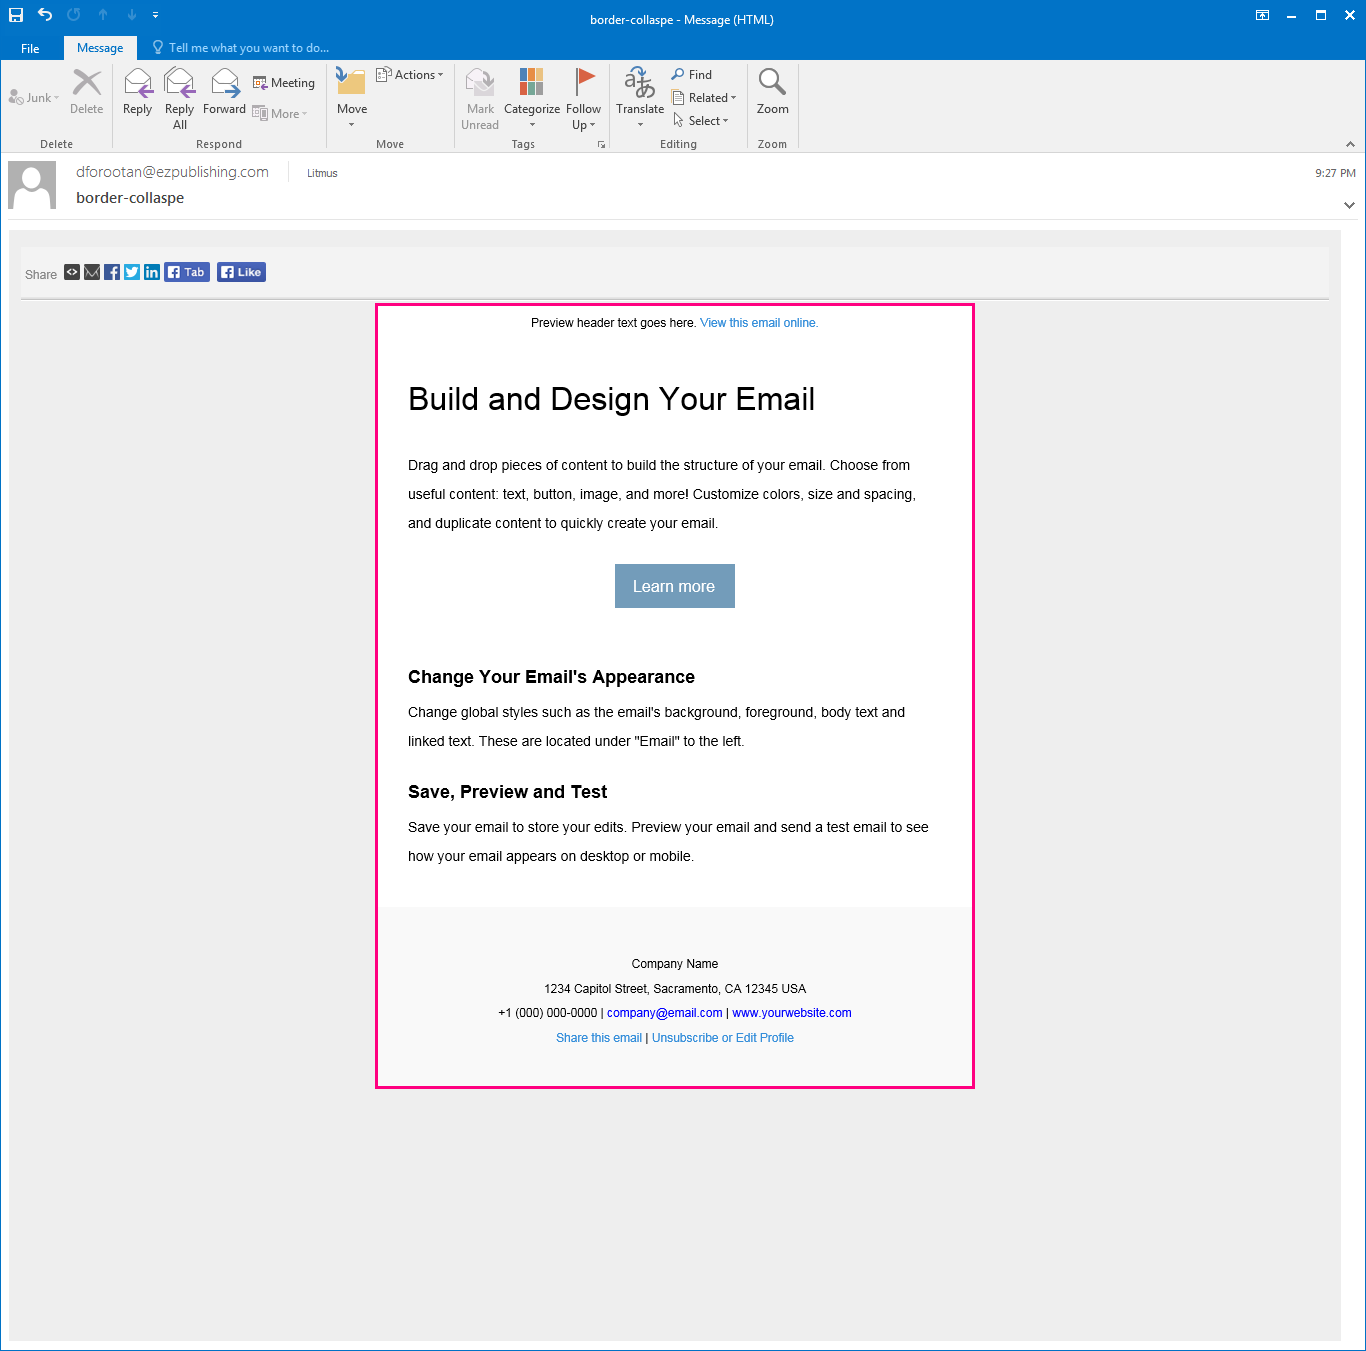 border-collaspe - Message (HTML)
File
Message
Tell me what you want to do...
Junk
Delete
Delete
Reply
Reply All
Forward
Meeting
More
Respond
Move
Actions
Move
Mark Unread
Categorize
Follow Up
Tags
Translate
Find
Related
Select
Editing
Zoom
Zoom
dforootan@ezpublishing.com
Litmus
9:27 PM
border-collaspe
Share
Tab
Like
Preview header text goes here. View this email online.
Build and Design Your Email
Drag and drop pieces of content to build the structure of your email. Choose from
useful content: text, button, image, and more! Customize colors, size and spacing,
and duplicate content to quickly create your email.
Learn more
Change Your Email's Appearance
Change global styles such as the email's background, foreground, body text and
linked text. These are located under "Email" to the left.
Save, Preview and Test
Save your email to store your edits. Preview your email and send a test email to see
how your email appears on desktop or mobile.
Company Name
1234 Capitol Street, Sacramento, CA 12345 USA
+1 (000) 000-0000 | company@email.com | www.yourwebsite.com
Share this email | Unsubscribe or Edit Profile